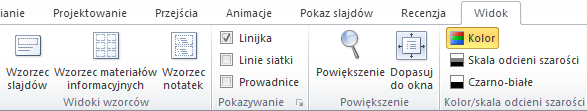 ianie Projektowanie Przejścia Animacje Pokaz slajdów Recenzja Widok
Wzorzec slajdów
Wzorzec materiałów informacyjnych
Wzorzec notatek
Widoki wzorców
Linijka
Linie siatki
Prowadnice
Pokazywanie
Powiększenie
Dopasuj do okna
Powiększenie
Kolor
Skala odcieni szarości
Czarno-białe
Kolor/skala odcieni szarości